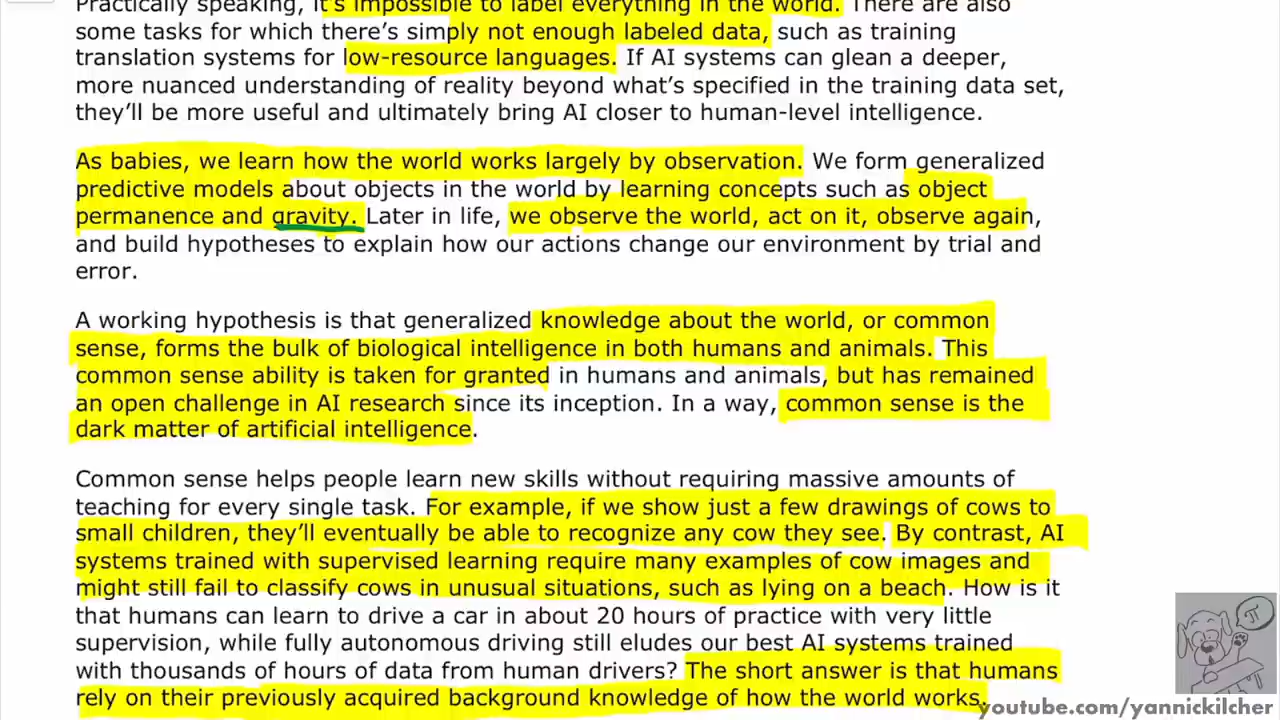 Practically speaking, it's impossible to label everything in the world. There are also
some tasks for which there's simply not enough labeled data, such as training
translation systems for low-resource languages. If AI systems can glean a deeper,
more nuanced understanding of reality beyond what's specified in the training data set,
they'll be more useful and ultimately bring AI closer to human-level intelligence.
As babies, we learn how the world works largely by observation. We form generalized
predictive models about objects in the world by learning concepts such as object
permanence and gravity. Later in life, we observe the world, act on it, observe again,
and build hypotheses to explain how our actions change our environment by trial and
error.
A working hypothesis is that generalized knowledge about the world, or common
sense, forms the bulk of biological intelligence in both humans and animals. This
common sense ability is taken for granted in humans and animals, but has remained
an open challenge in AI research since its inception. In a way, common sense is the
dark matter of artificial intelligence.
Common sense helps people learn new skills without requiring massive amounts of
teaching for every single task. For example, if we show just a few drawings of cows to
small children, they'll eventually be able to recognize any cow they see. By contrast, AI
systems trained with supervised learning require many examples of cow images and
might still fail to classify cows in unusual situations, such as lying on a beach. How is it
that humans can learn to drive a car in about 20 hours of practice with very little
supervision, while fully autonomous driving still eludes our best AI systems trained
with thousands of hours of data from human drivers? The short answer is that humans
rely on their previously acquired background knowledge of how the world works.
π
youtube.com/yannickilcher